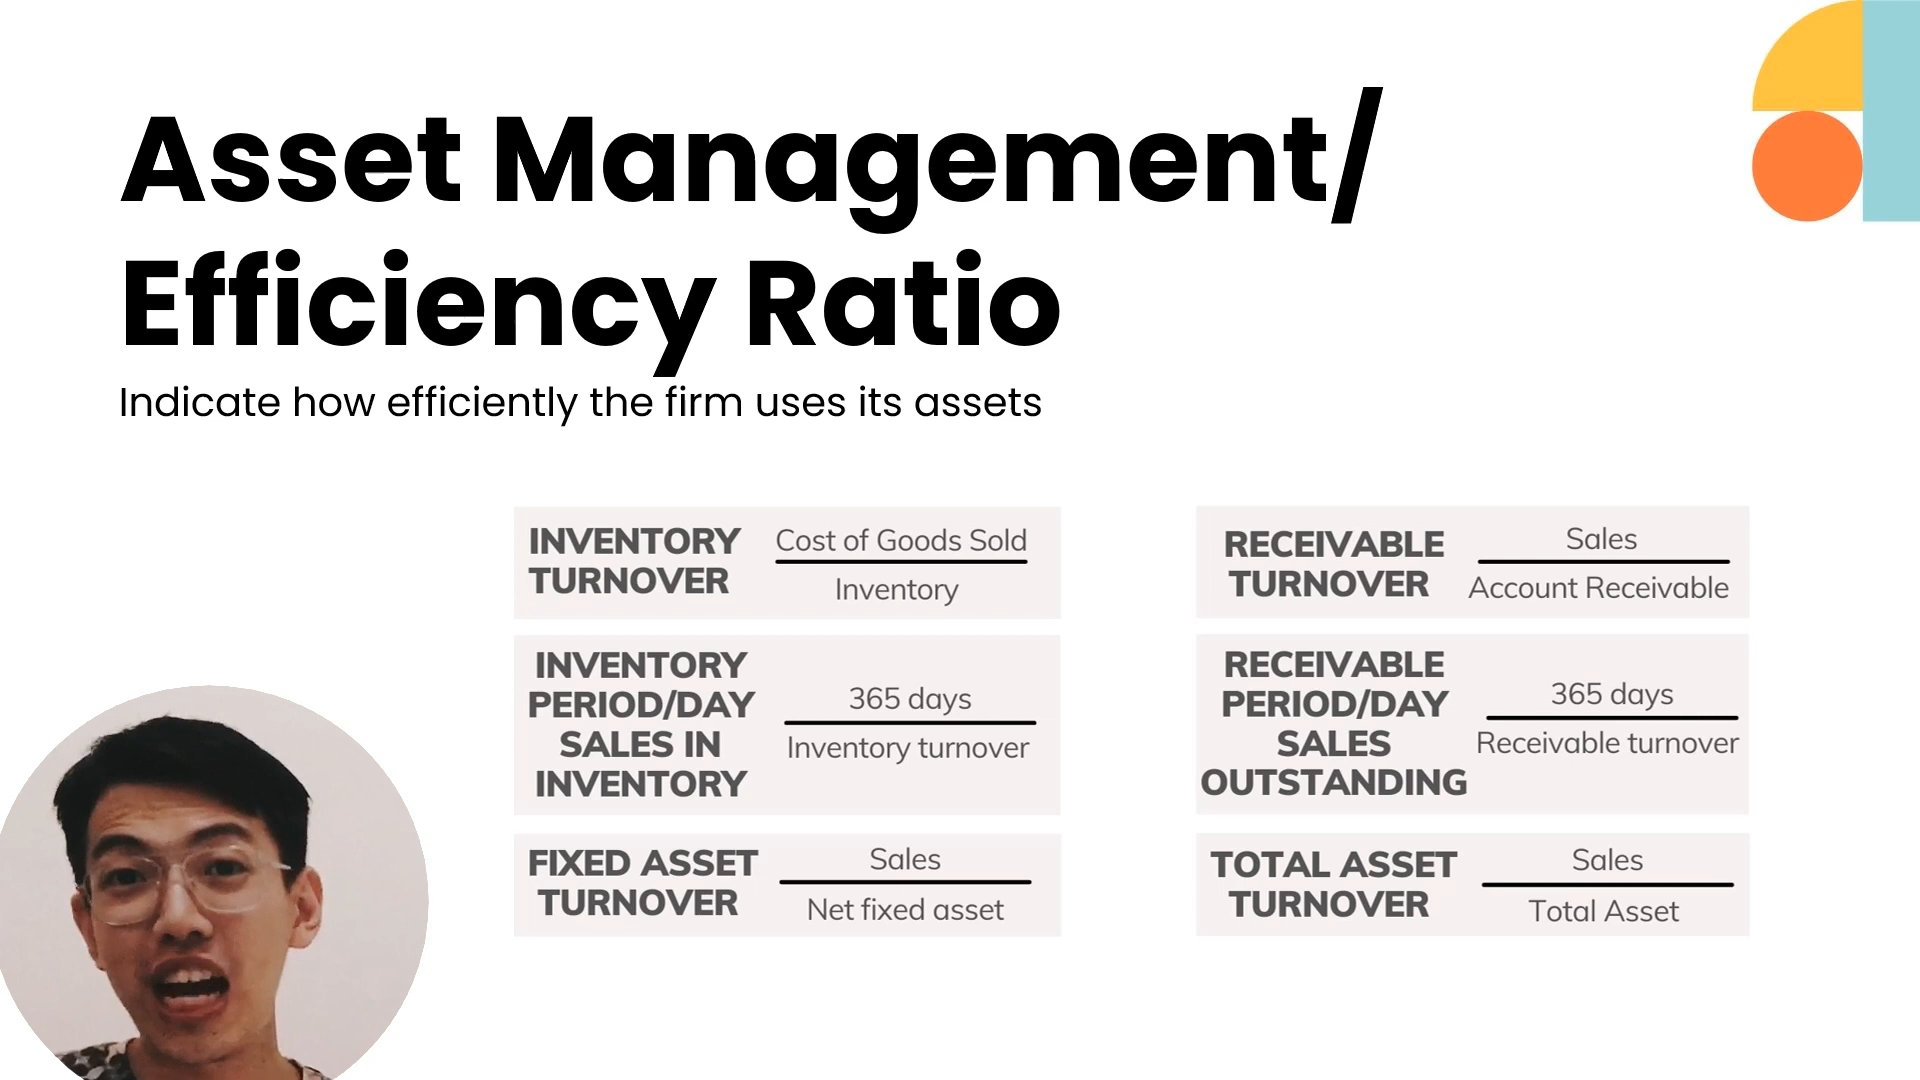 Asset Management/
Efficiency Ratio
Indicate how efficiently the firm uses its assets
INVENTORY
TURNOVER
Cost of Goods Sold
Inventory
INVENTORY
PERIOD/DAY
SALES IN
INVENTORY
365 days
Inventory turnover
FIXED ASSET
TURNOVER
Sales
Net fixed asset
RECEIVABLE
TURNOVER
Sales
Account Receivable
RECEIVABLE
PERIOD/DAY
SALES
OUTSTANDING
365 days
Receivable turnover
TOTAL ASSET
TURNOVER
Sales
Total Asset